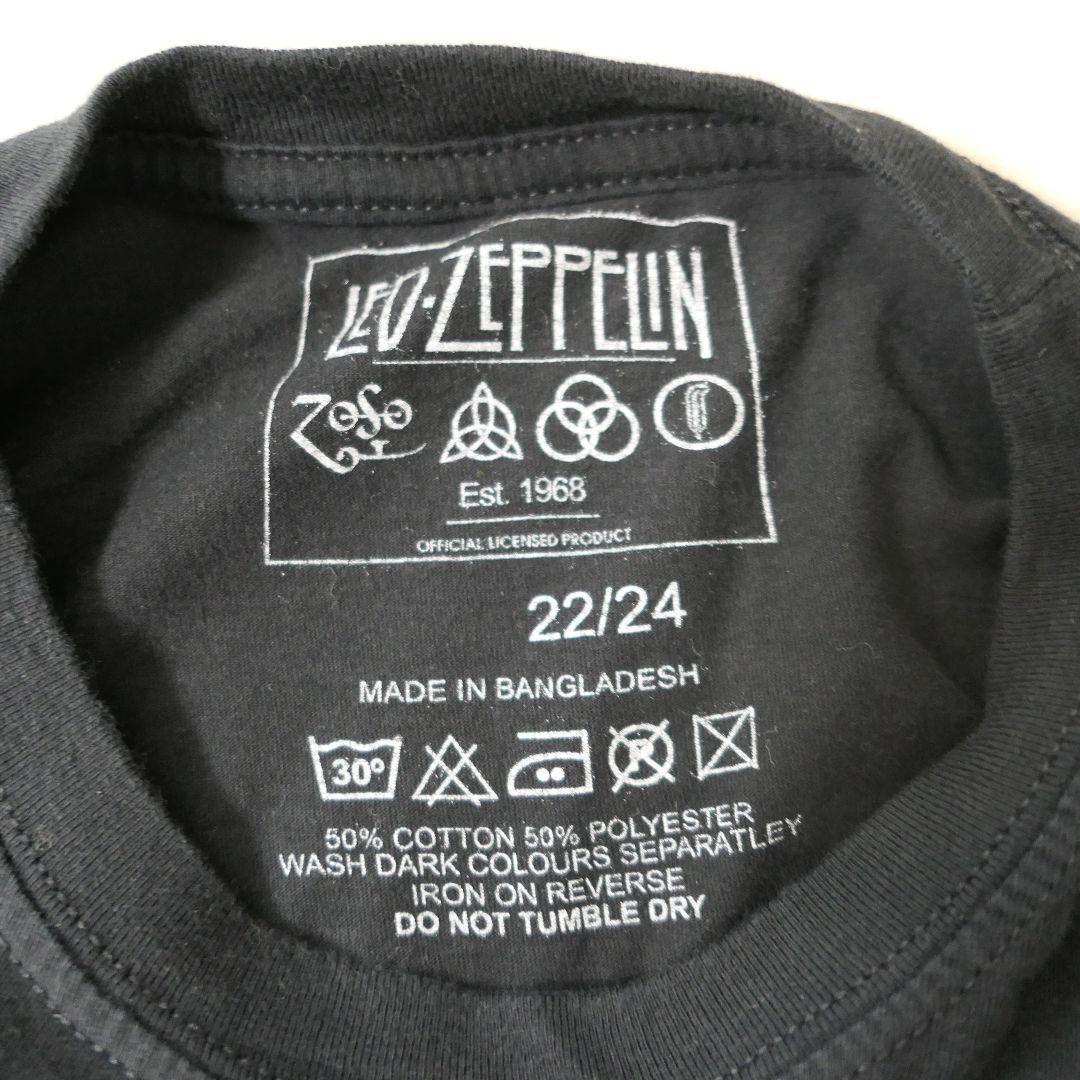 LED-ZEPPELIN
ZoSo
Est. 1968
OFFICIAL LICENSED PRODUCT
22/24
MADE IN BANGLADESH
30°
50% COTTON 50% POLYESTER
WASH DARK COLOURS SEPARATLEY
IRON ON REVERSE
DO NOT TUMBLE DRY